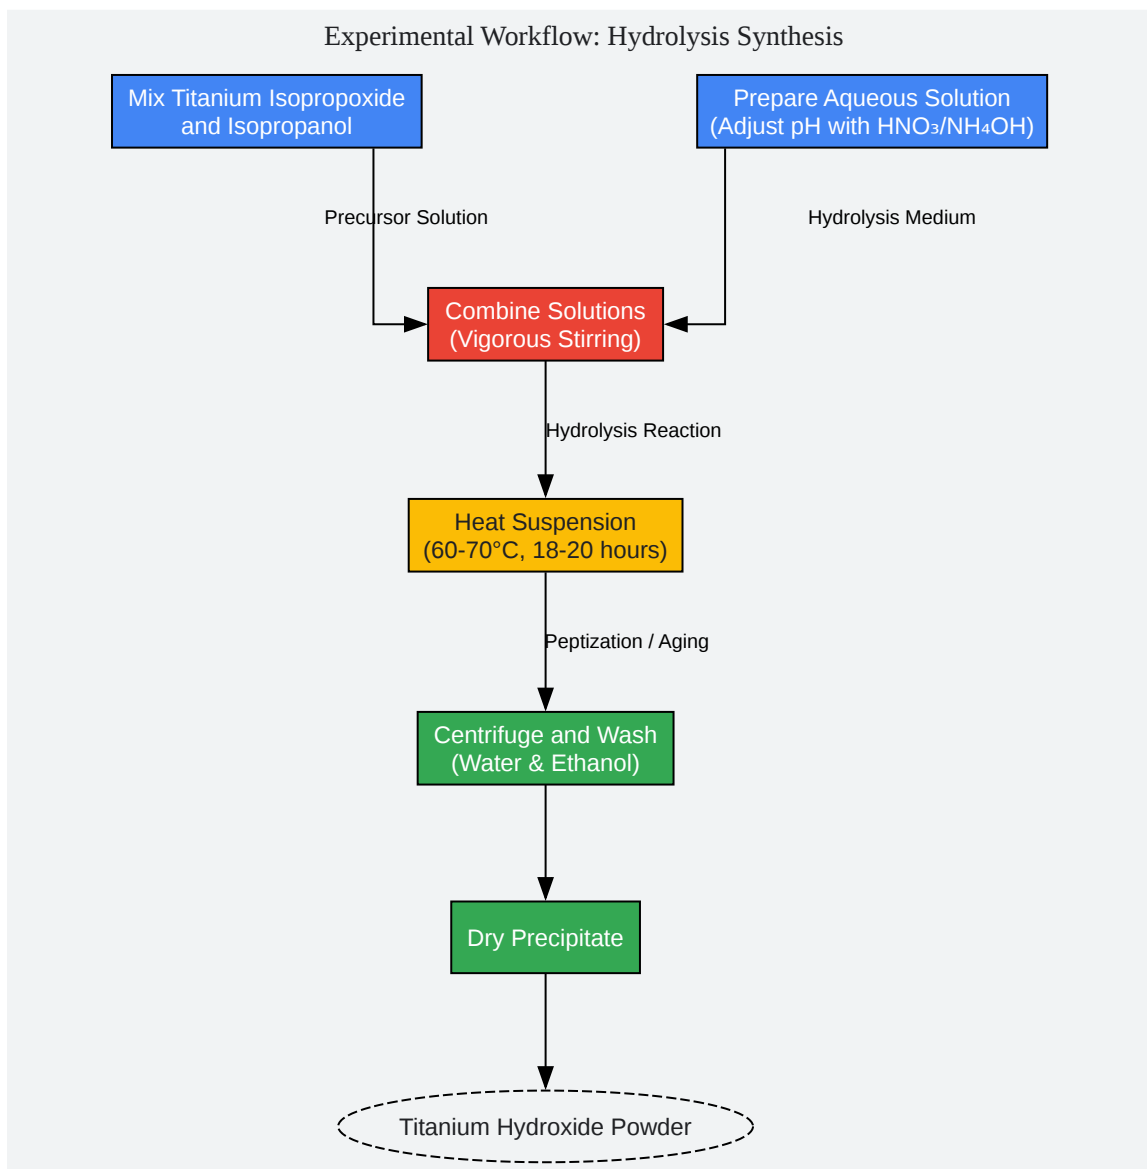 Experimental Workflow: Hydrolysis Synthesis
Mix Titanium Isopropoxide
and Isopropanol
Prepare Aqueous Solution
(Adjust pH with HNO₃/NH₄OH)
Precursor Solution
Hydrolysis Medium
Combine Solutions
(Vigorous Stirring)
Hydrolysis Reaction
Heat Suspension
(60-70°C, 18-20 hours)
Peptization / Aging
Centrifuge and Wash
(Water & Ethanol)
Dry Precipitate
Titanium Hydroxide Powder